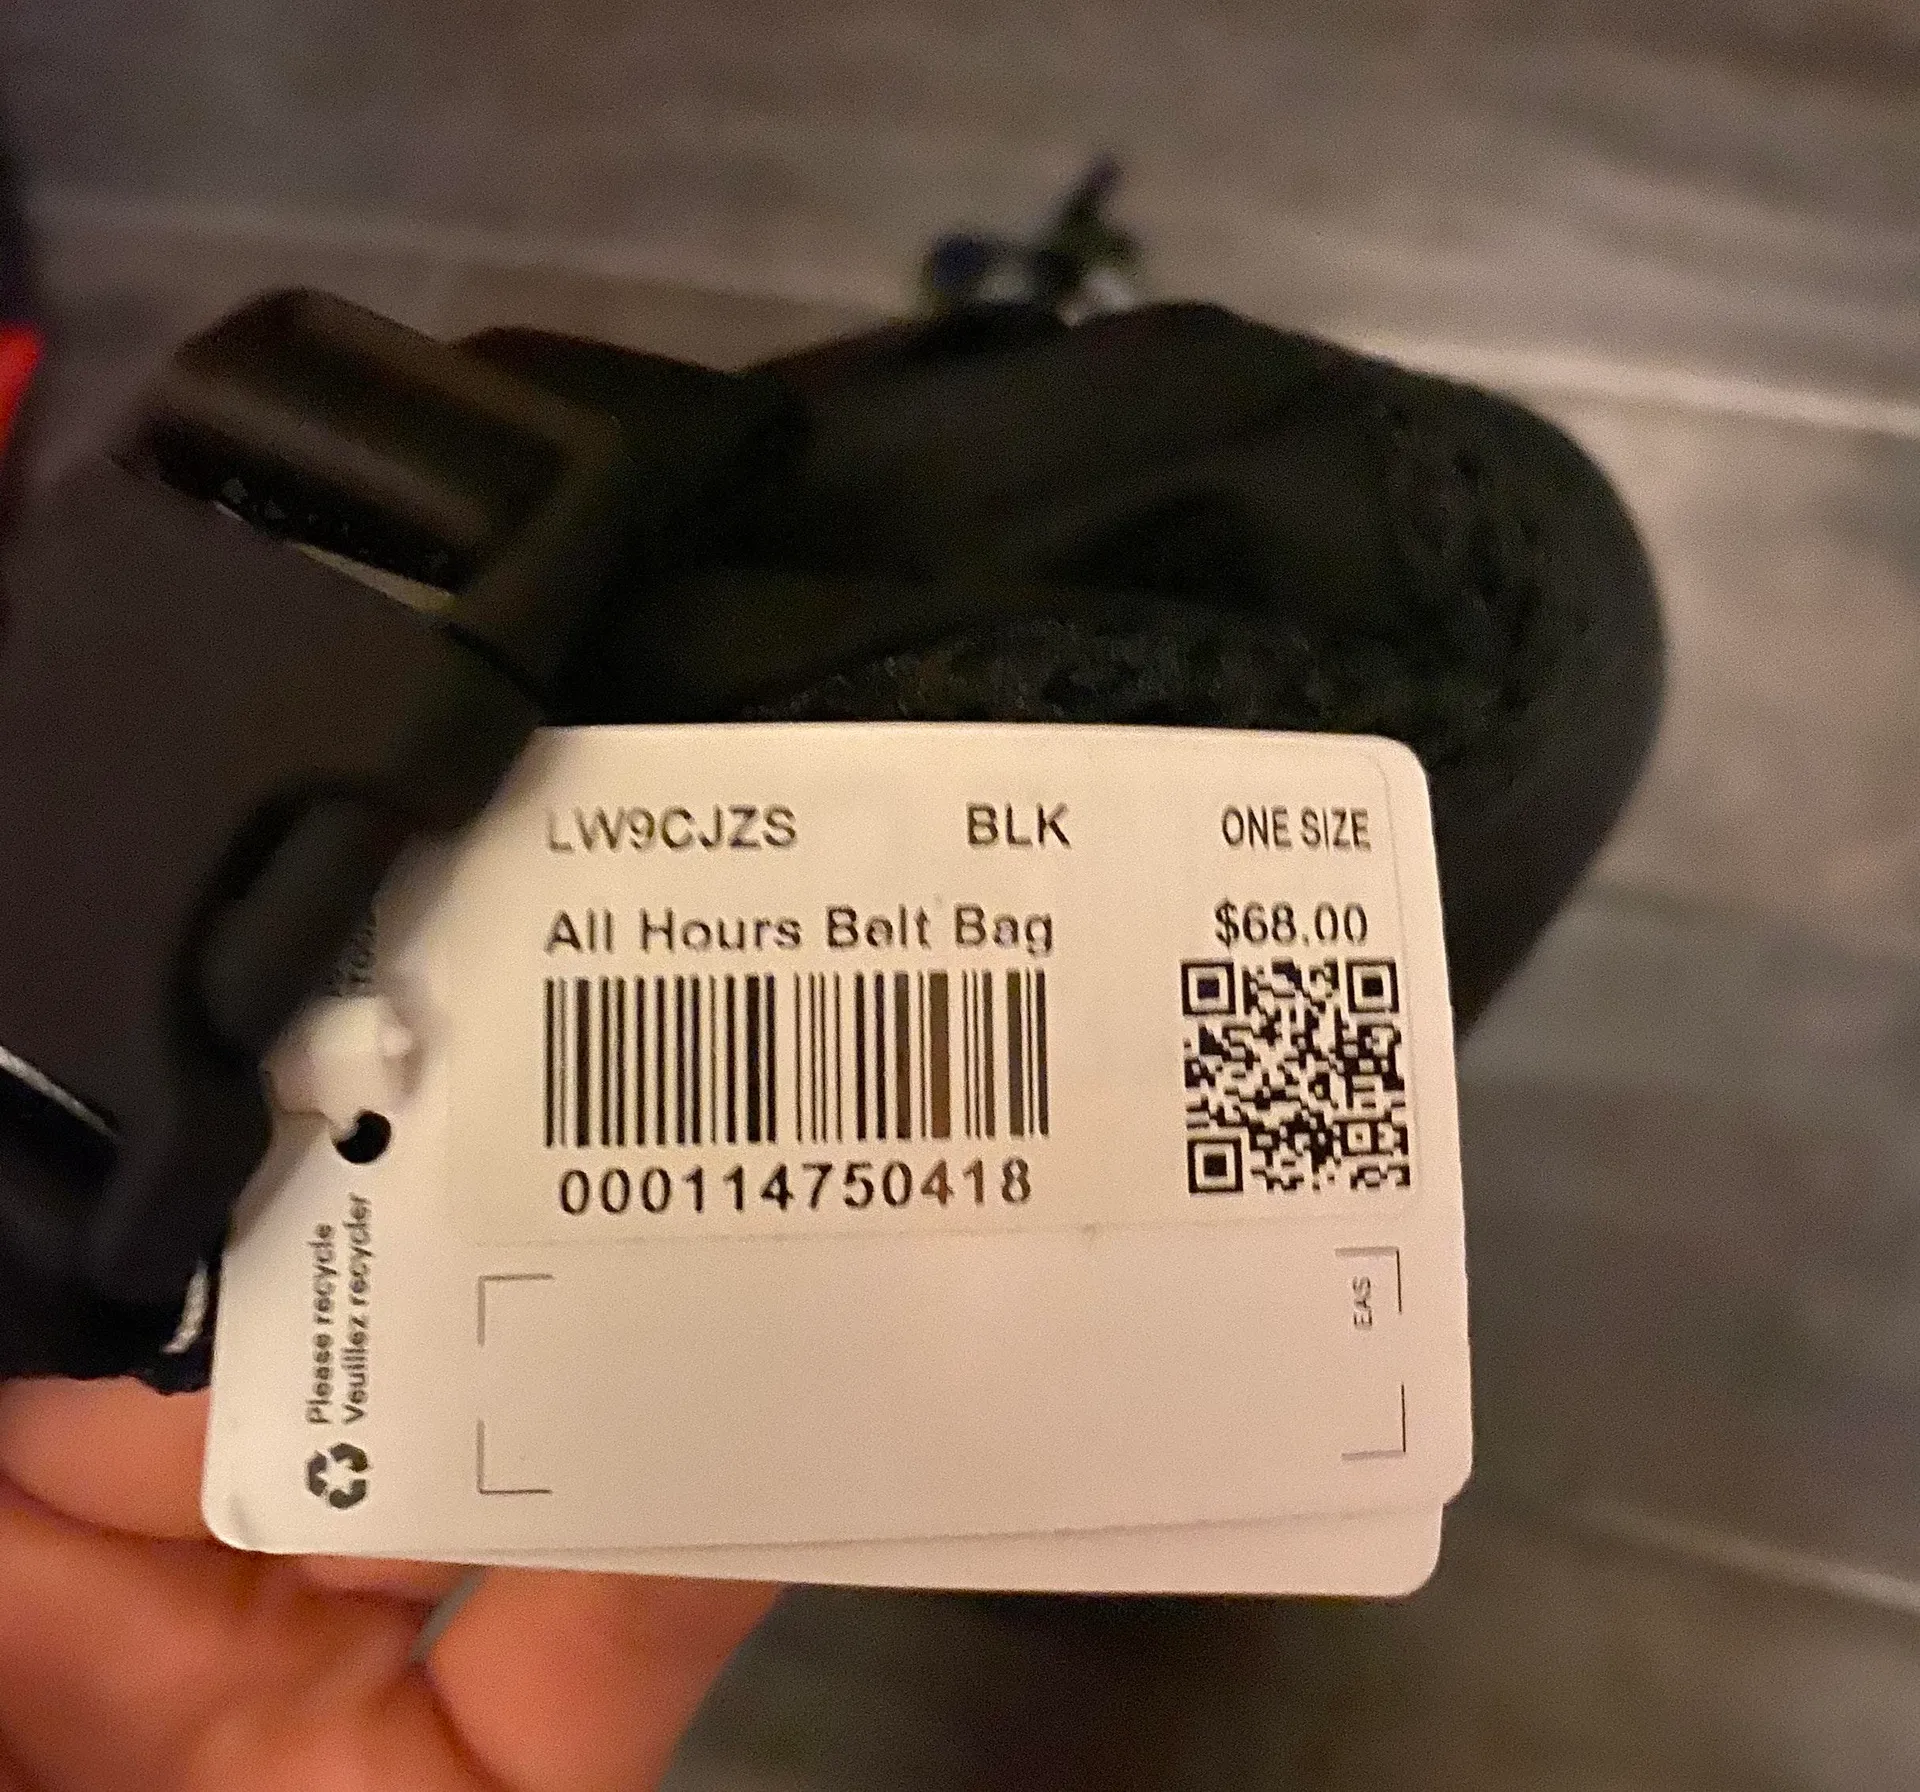 LW9CJZS BLK ONE SIZE
All Hours Belt Bag $68.00
000114750418
EAS
Please recycle
Veuillez recycler